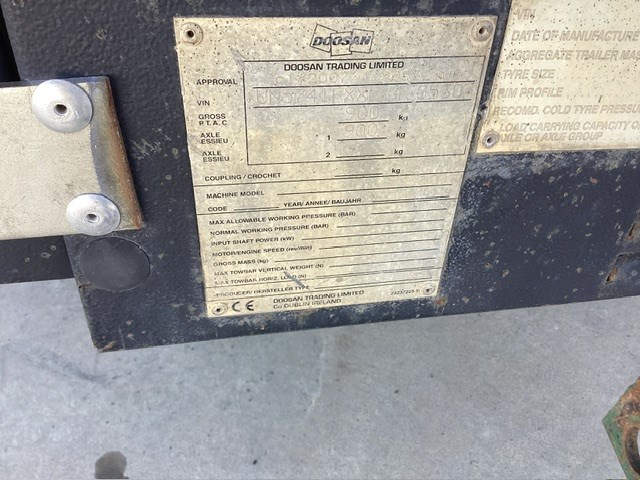 DOOSAN
DOOSAN TRADING LIMITED
APPROVAL
VIN
GROSS
P.T.A.C
900 kg
AXLE
ESSIEU
1 900 kg
AXLE
ESSIEU
2 kg
COUPLING / CROCHET kg
MACHINE MODEL
CODE YEAR/ ANNEE/ BAUJAHR
MAX ALLOWABLE WORKING PRESSURE (BAR)
NORMAL WORKING PRESSURE (BAR)
INPUT SHAFT POWER (kW)
MOTOR/ENGINE SPEED (rev/min)
GROSS MASS (kg)
MAX TOWBAR VERTICAL WEIGHT (N)
MAX TOWBAR HORIZ. LOAD (N)
PRODUCER/ HERSTELLER TYPE
CE DOOSAN TRADING LIMITED
Co DUBLIN IRELAND
VIN
DATE OF MANUFACTURE
AGGREGATE TRAILER MAS
TYRE SIZE
RIM PROFILE
RECOMD. COLD TYRE PRESSU
LOAD CARRYING CAPACITY O
AXLE OR AXLE GROUP